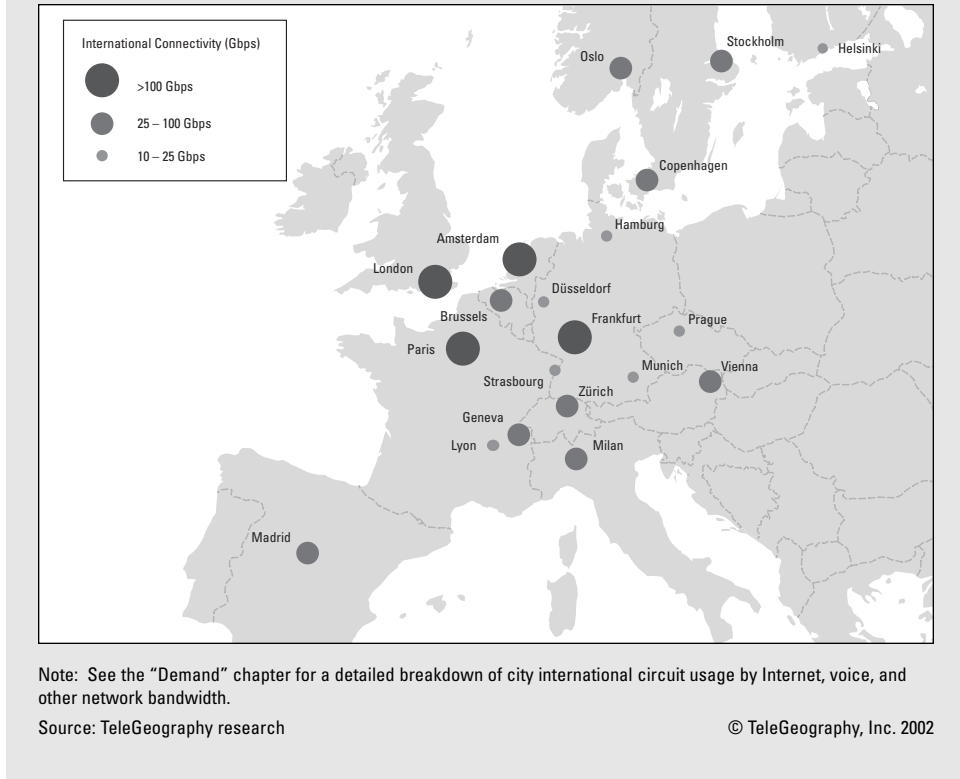 International Connectivity (Gbps)
>100 Gbps
25 – 100 Gbps
10 – 25 Gbps
Oslo
Stockholm
Helsinki
Copenhagen
Hamburg
Amsterdam
London
Düsseldorf
Brussels
Frankfurt
Prague
Paris
Munich
Vienna
Strasbourg
Zürich
Geneva
Lyon
Milan
Madrid
Note: See the “Demand” chapter for a detailed breakdown of city international circuit usage by Internet, voice, and
other network bandwidth.
Source: TeleGeography research
© TeleGeography, Inc. 2002